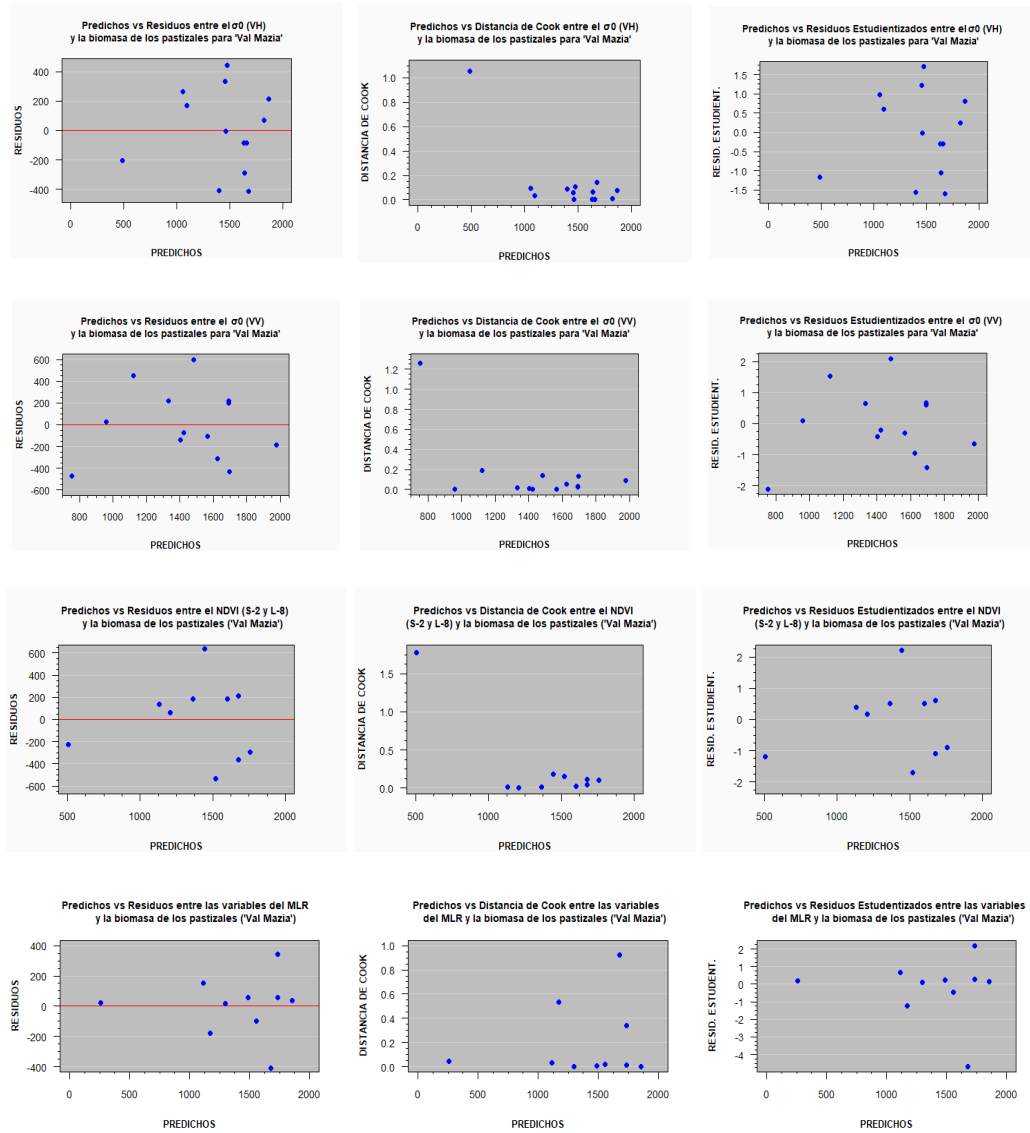 Predichos vs Residuos entre el σ0 (VH)
y la biomasa de los pastizales para 'Val Mazia'
400
200
0
-200
-400
RESIDUOS
0
500
1000
1500
2000
PREDICHOS
Predichos vs Distancia de Cook entre el σ0 (VH)
y la biomasa de los pastizales para 'Val Mazia'
1.0
0.8
0.6
0.4
0.2
0.0
DISTANCIA DE COOK
0
500
1000
1500
2000
PREDICHOS
Predichos vs Residuos Estudientizados entre el σ0 (VH)
y la biomasa de los pastizales para 'Val Mazia'
1.5
1.0
0.5
0.0
-0.5
-1.0
-1.5
RESID. ESTUDIENT.
0
500
1000
1500
2000
PREDICHOS
Predichos vs Residuos entre el σ0 (VV)
y la biomasa de los pastizales para 'Val Mazia'
600
400
200
0
-200
-400
-600
RESIDUOS
800
1000
1200
1400
1600
1800
2000
PREDICHOS
Predichos vs Distancia de Cook entre el σ0 (VV)
y la biomasa de los pastizales para 'Val Mazia'
1.2
1.0
0.8
0.6
0.4
0.2
0.0
DISTANCIA DE COOK
800
1000
1200
1400
1600
1800
2000
PREDICHOS
Predichos vs Residuos Estudientizados entre el σ0 (VV)
y la biomasa de los pastizales para 'Val Mazia'
2
1
0
-1
-2
RESID. ESTUDIENT.
800
1000
1200
1400
1600
1800
2000
PREDICHOS
Predichos vs Residuos entre el NDVI (S-2 y L-8)
y la biomasa de los pastizales ('Val Mazia')
600
400
200
0
-200
-400
-600
RESIDUOS
500
1000
1500
2000
PREDICHOS
Predichos vs Distancia de Cook entre el NDVI
(S-2 y L-8) y la biomasa de los pastizales ('Val Mazia')
1.5
1.0
0.5
0.0
DISTANCIA DE COOK
500
1000
1500
2000
PREDICHOS
Predichos vs Residuos Estudientizados entre el NDVI
(S-2 y L-8) y la biomasa de los pastizales ('Val Mazia')
2
1
0
-1
-2
RESID. ESTUDIENT.
500
1000
1500
2000
PREDICHOS
Predichos vs Residuos entre las variables del MLR
y la biomasa de los pastizales ('Val Mazia')
400
200
0
-200
-400
RESIDUOS
0
500
1000
1500
2000
PREDICHOS
Predichos vs Distancia de Cook entre las variables
del MLR y la biomasa de los pastizales ('Val Mazia')
1.0
0.8
0.6
0.4
0.2
0.0
DISTANCIA DE COOK
0
500
1000
1500
2000
PREDICHOS
Predichos vs Residuos Estudentizados entre las variables
del MLR y la biomasa de los pastizales ('Val Mazia')
2
1
0
-1
-2
-3
-4
RESID. ESTUDIENT.
0
500
1000
1500
2000
PREDICHOS